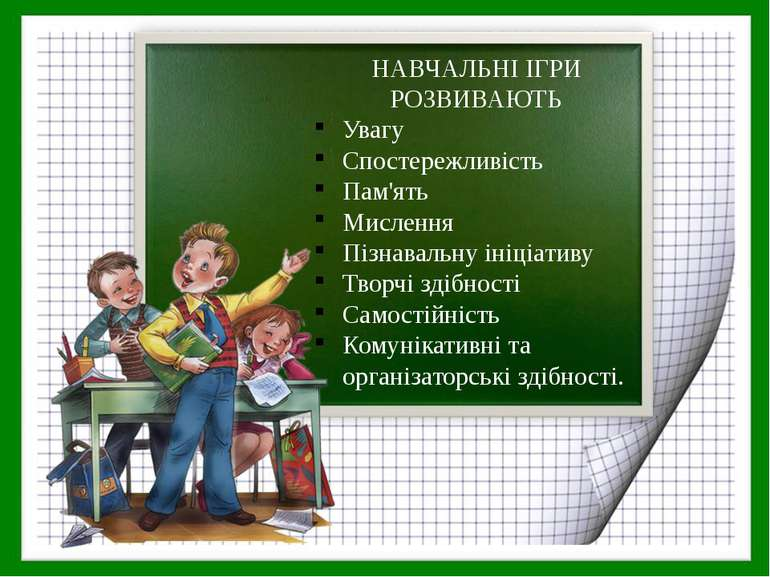 НАВЧАЛЬНІ ІГРИ
РОЗВИВАЮТЬ
▪ Увагу
▪ Спостережливість
▪ Пам'ять
▪ Мислення
▪ Пізнавальну ініціативу
▪ Творчі здібності
▪ Самостійність
▪ Комунікативні та
організаторські здібності.